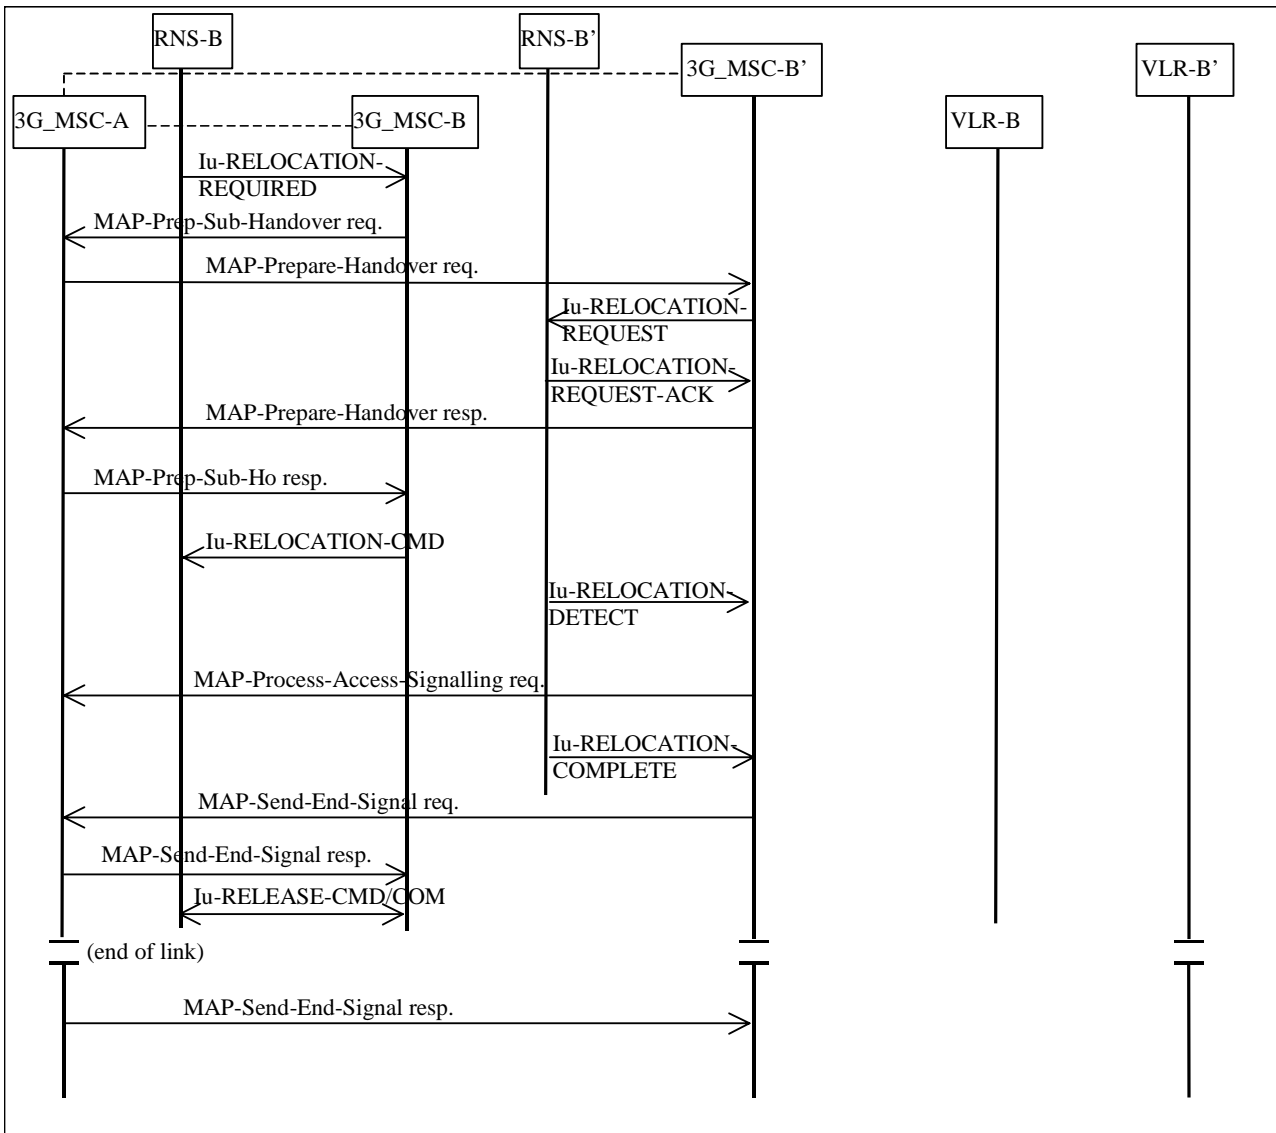 RNS-B
RNS-B’
3G_MSC-B’
VLR-B’
3G_MSC-A
3G_MSC-B
VLR-B
Iu-RELOCATION-
REQUIRED
MAP-Prep-Sub-Handover req.
MAP-Prepare-Handover req.
Iu-RELOCATION-
REQUEST
Iu-RELOCATION-
REQUEST-ACK
MAP-Prepare-Handover resp.
MAP-Prep-Sub-Ho resp.
Iu-RELOCATION-CMD
Iu-RELOCATION-
DETECT
MAP-Process-Access-Signalling req.
Iu-RELOCATION-
COMPLETE
MAP-Send-End-Signal req.
MAP-Send-End-Signal resp.
Iu-RELEASE-CMD/COM
(end of link)
MAP-Send-End-Signal resp.